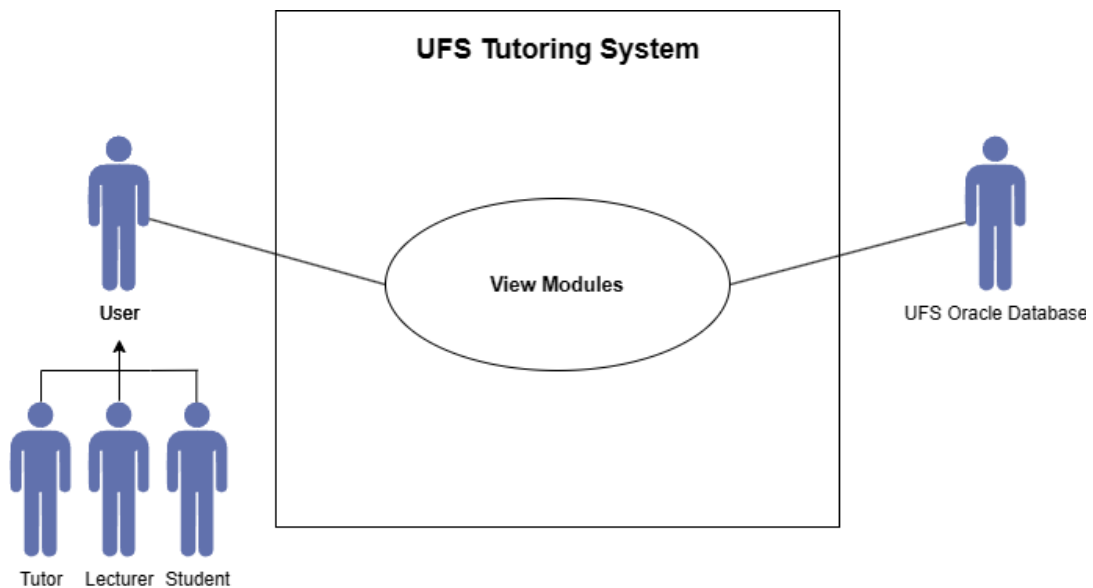 UFS Tutoring System
View Modules
User
UFS Oracle Database
Tutor
Lecturer
Student